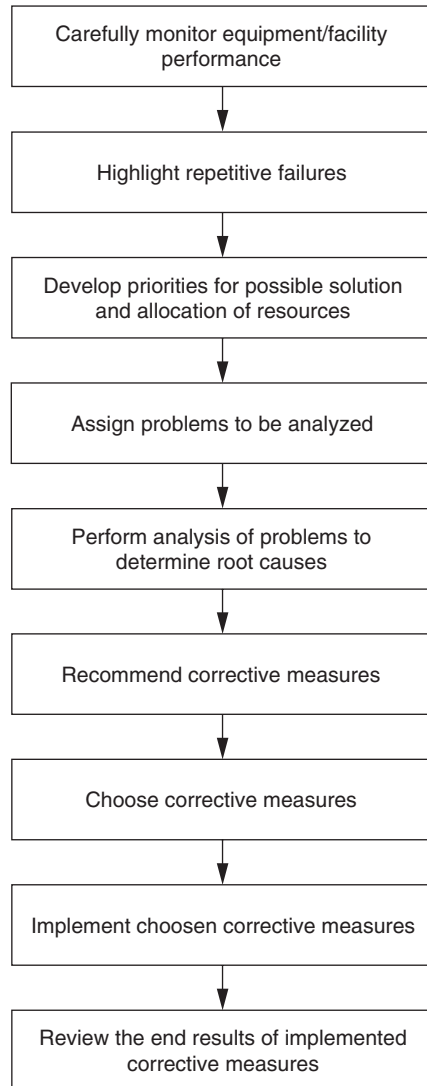 Carefully monitor equipment/facility
performance
Highlight repetitive failures
Develop priorities for possible solution
and allocation of resources
Assign problems to be analyzed
Perform analysis of problems to
determine root causes
Recommend corrective measures
Choose corrective measures
Implement choosen corrective measures
Review the end results of implemented
corrective measures